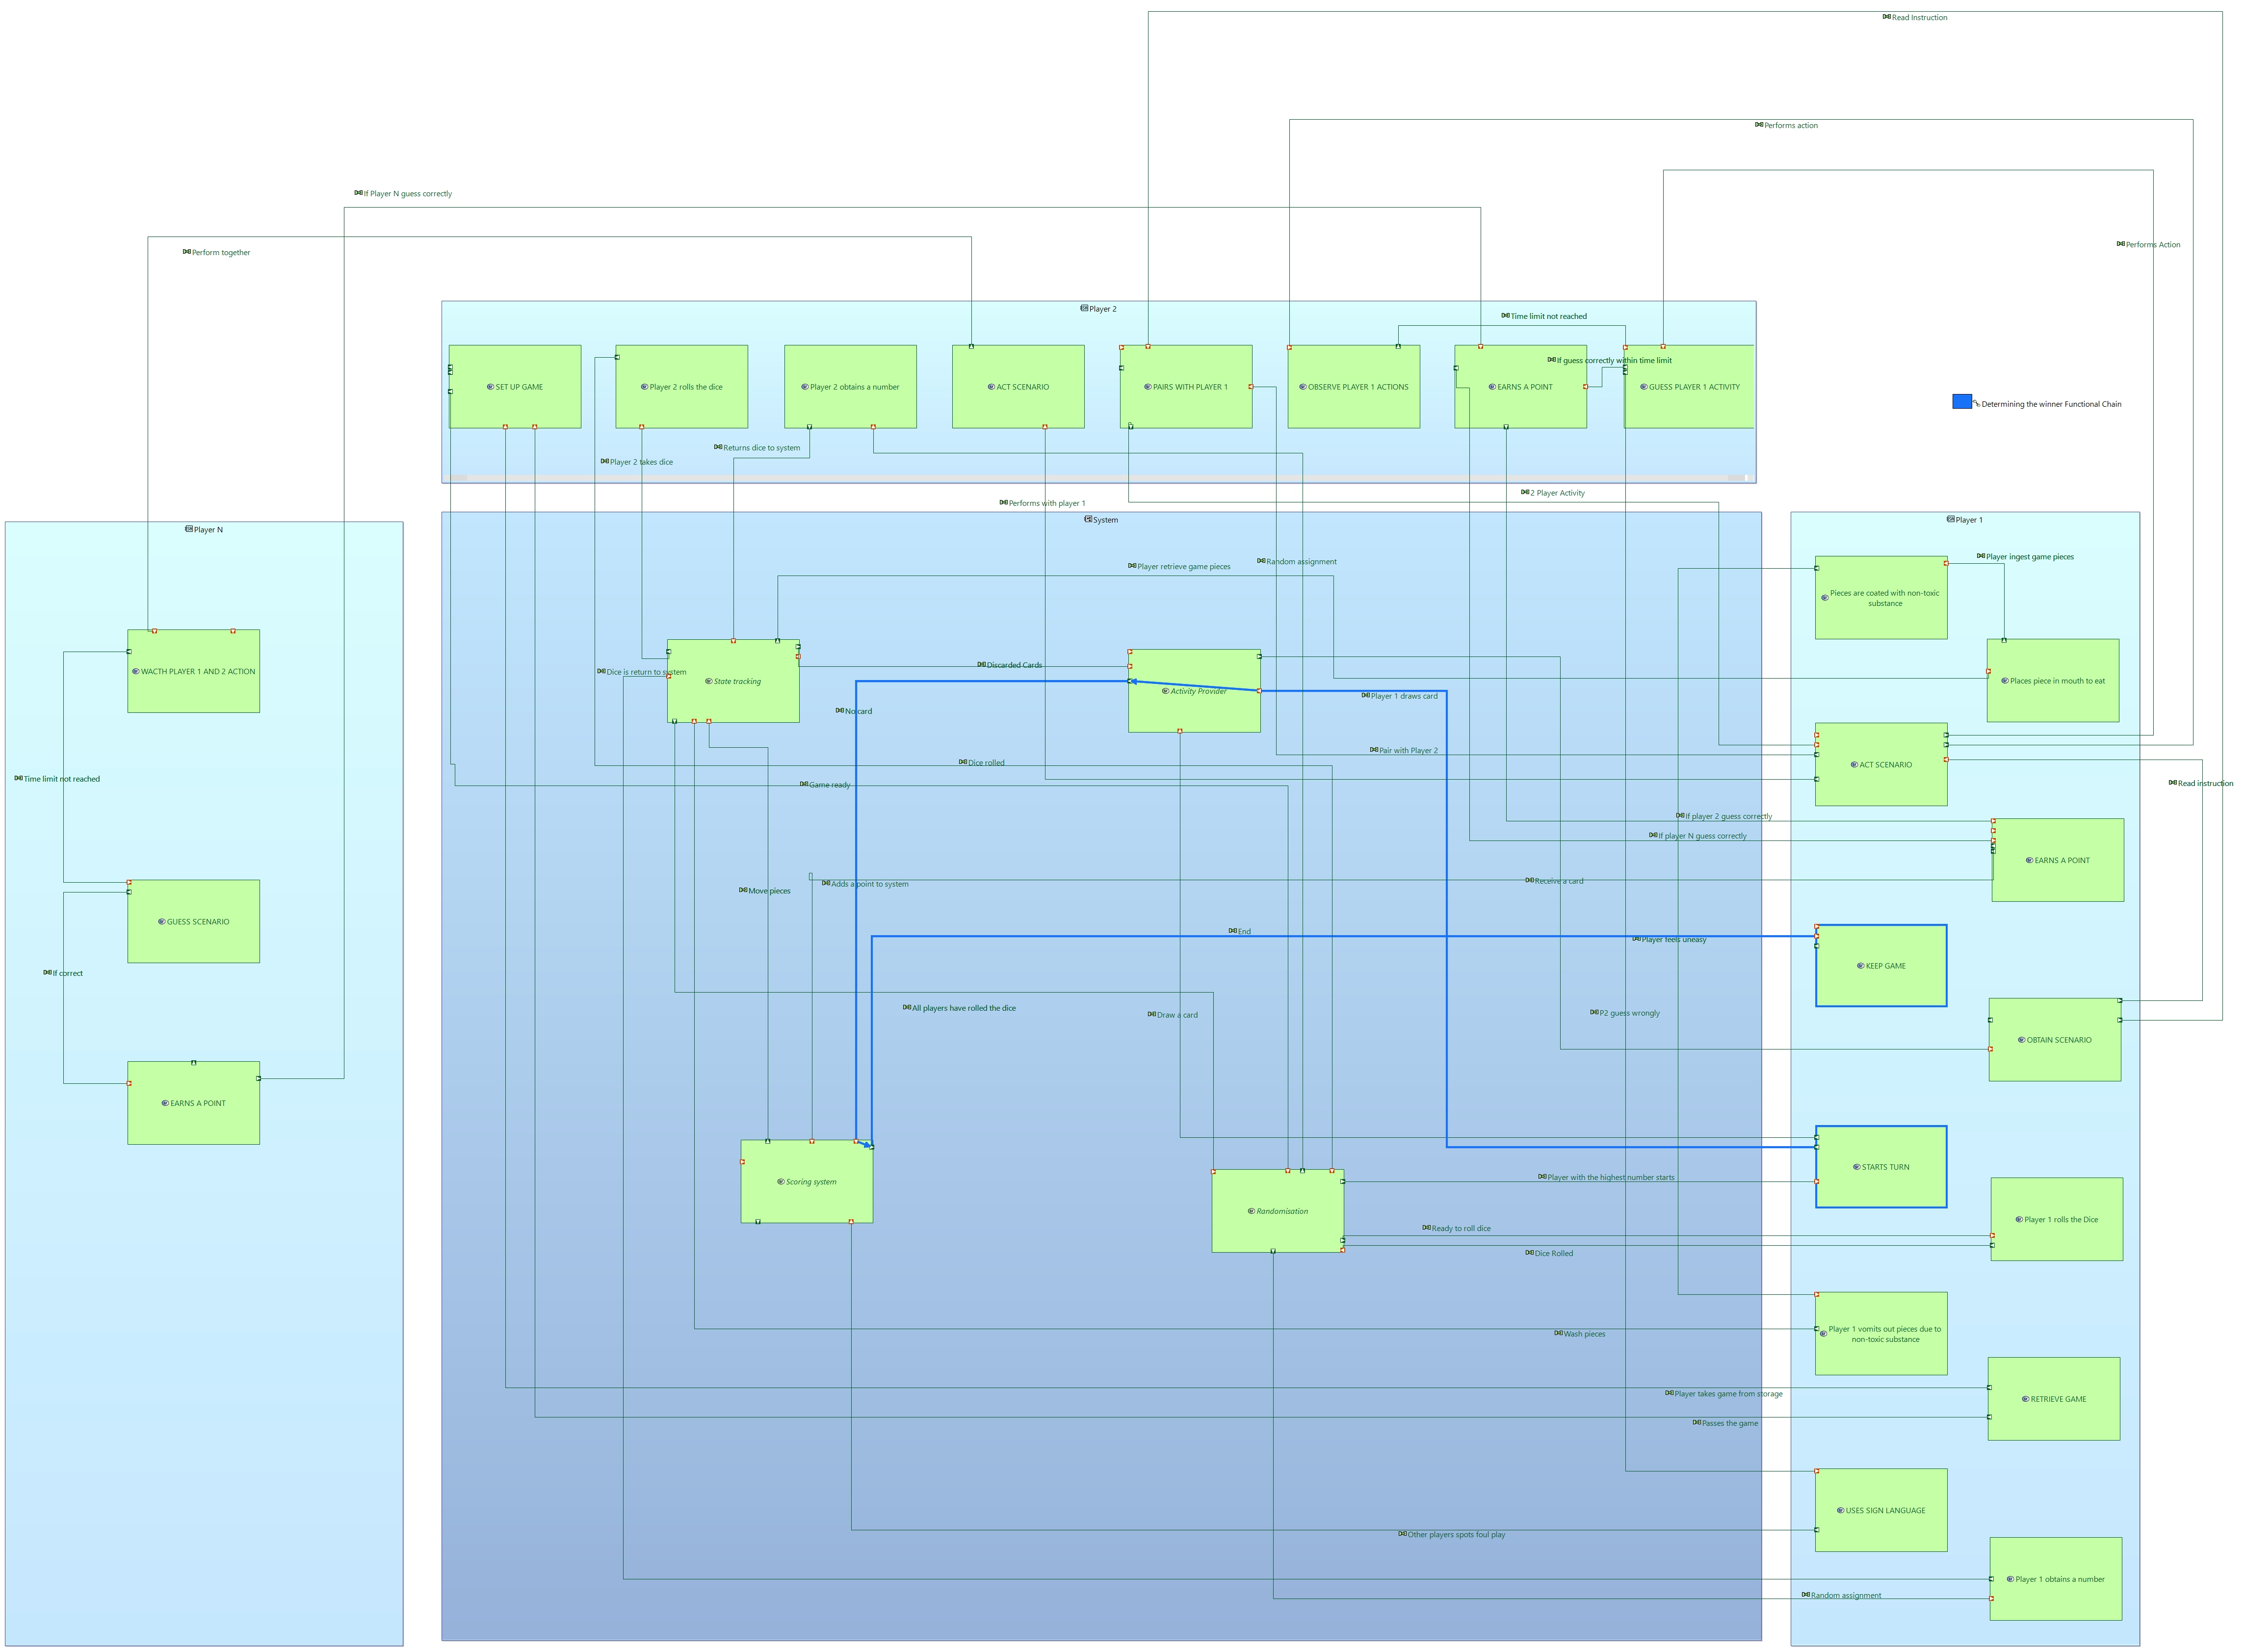 Read Instruction
Performs action
If Player N guess correctly
Performs Action
Perform together
Player 2
Time limit not reached
If guess correctly within time limit
SET UP GAME
Player 2 rolls the dice
Player 2 obtains a number
ACT SCENARIO
PAIRS WITH PLAYER 1
OBSERVE PLAYER 1 ACTIONS
EARNS A POINT
GUESS PLAYER 1 ACTIVITY
Determining the winner Functional Chain
Returns dice to system
Player 2 takes dice
2 Player Activity
Performs with player 1
System
Player 1
Player N
Player ingest game pieces
Random assignment
Player retrieve game pieces
Pieces are coated with non-toxic
substance
WACTH PLAYER 1 AND 2 ACTION
Dice is return to system
State tracking
Discarded Cards
Activity Provider
Player 1 draws card
Places piece in mouth to eat
No card
Pair with Player 2
Dice rolled
ACT SCENARIO
Time limit not reached
Game ready
Read instruction
If player 2 guess correctly
If player N guess correctly
EARNS A POINT
Move pieces
Adds a point to system
Receive a card
GUESS SCENARIO
End
Player feels uneasy
KEEP GAME
If correct
All players have rolled the dice
Draw a card
P2 guess wrongly
OBTAIN SCENARIO
EARNS A POINT
STARTS TURN
Scoring system
Player with the highest number starts
Randomisation
Ready to roll dice
Player 1 rolls the Dice
Dice Rolled
Wash pieces
Player 1 vomits out pieces due to
non-toxic substance
Player takes game from storage
RETRIEVE GAME
Passes the game
USES SIGN LANGUAGE
Other players spots foul play
Player 1 obtains a number
Random assignment